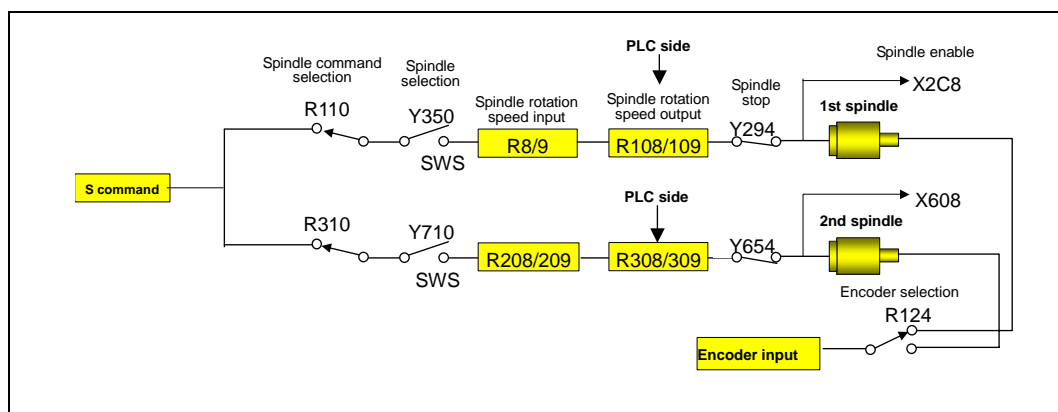 PLC side
Spindle enable
Spindle command
selection
Spindle
selection
Spindle rotation
speed input
Spindle rotation
speed output
Spindle
stop
X2C8
R110
Y350
1st spindle
Y294
R8/9
R108/109
SWS
S command
PLC side
X608
R310
Y710
2nd spindle
Y654
R208/209
R308/309
SWS
Encoder selection
R124
Encoder input